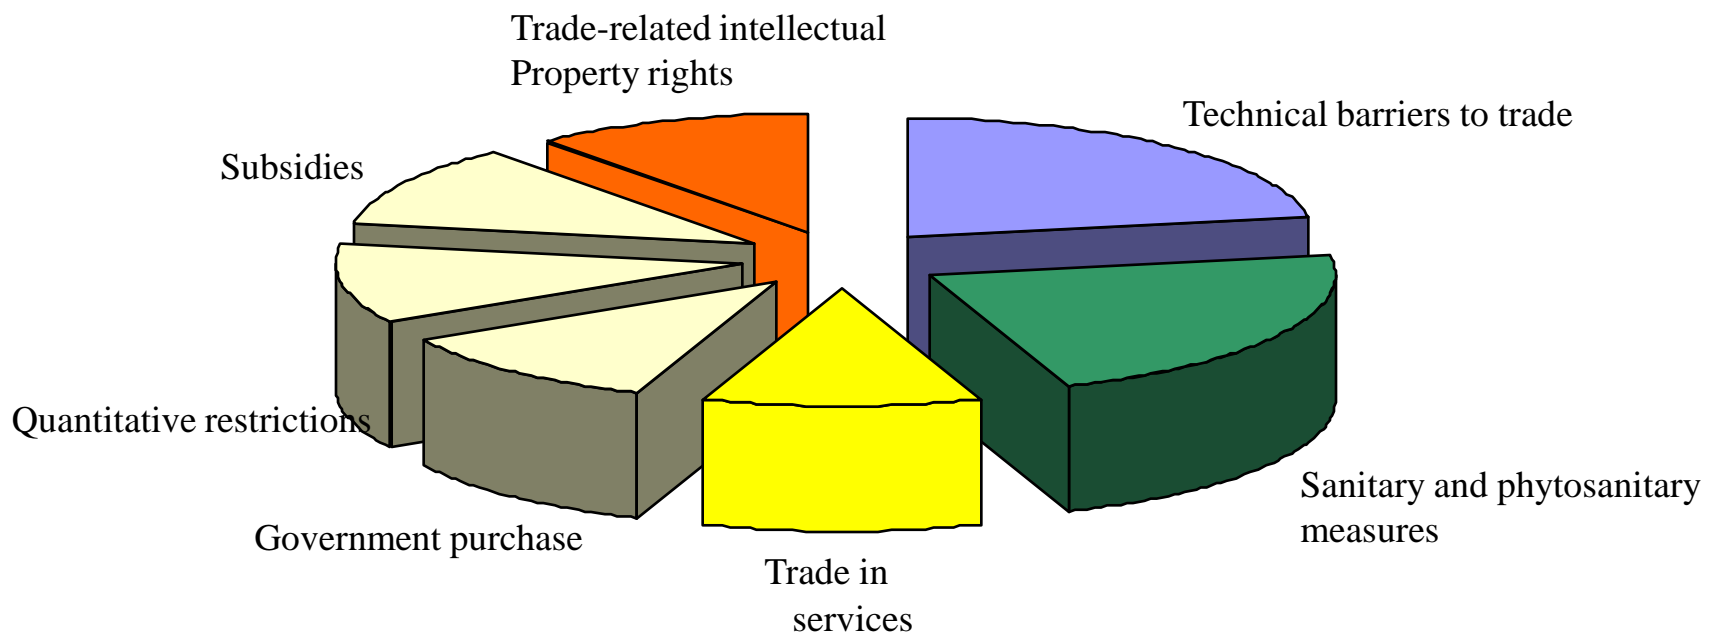 Trade-related intellectual
Property rights
Technical barriers to trade
Subsidies
Quantitative restrictions
Sanitary and phytosanitary
measures
Government purchase
Trade in
services